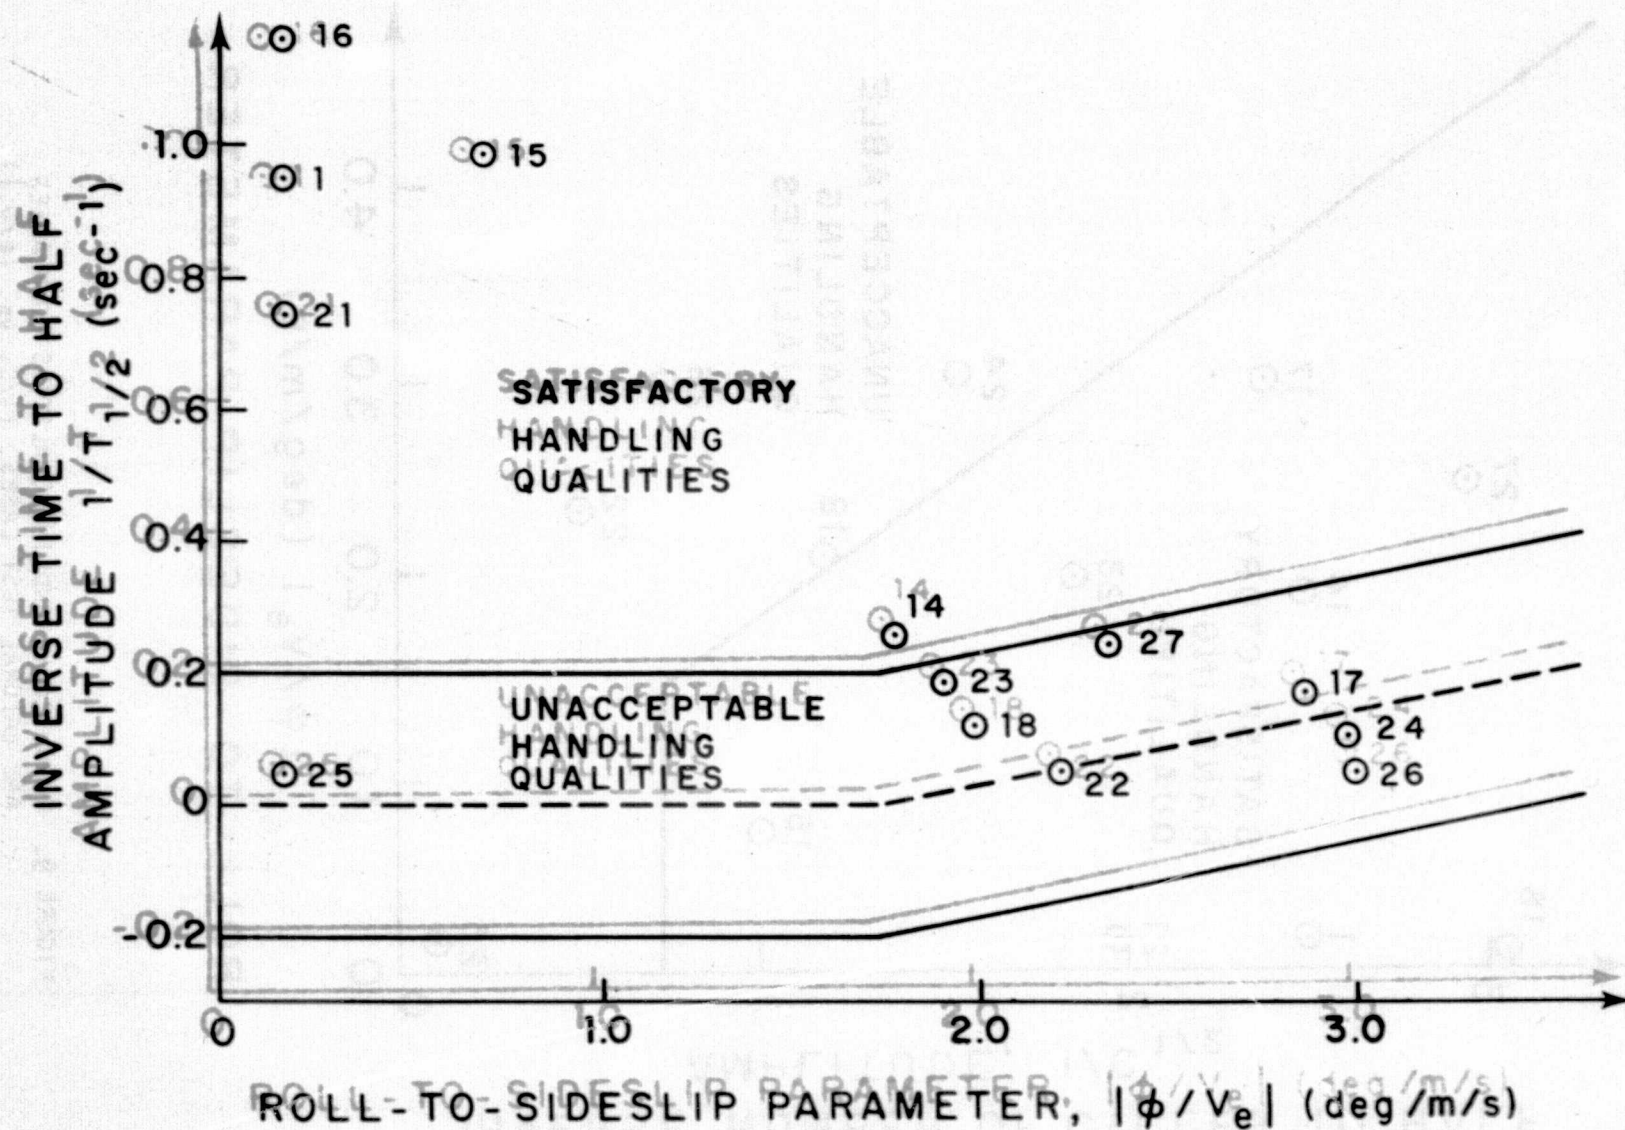 16
1.0
15
1
0.8
21
0.6
SATISFACTORY
HANDLING
QUALITIES
0.4
14
27
0.2
23
17
UNACCEPTABLE
HANDLING
QUALITIES
18
24
25
22
26
0
-0.2
0
1.0
2.0
3.0
INVERSE TIME TO HALF
AMPLITUDE 1/T1/2 (sec-1)
ROLL-TO-SIDESLIP PARAMETER, |ϕ/Ve| (deg/m/s)